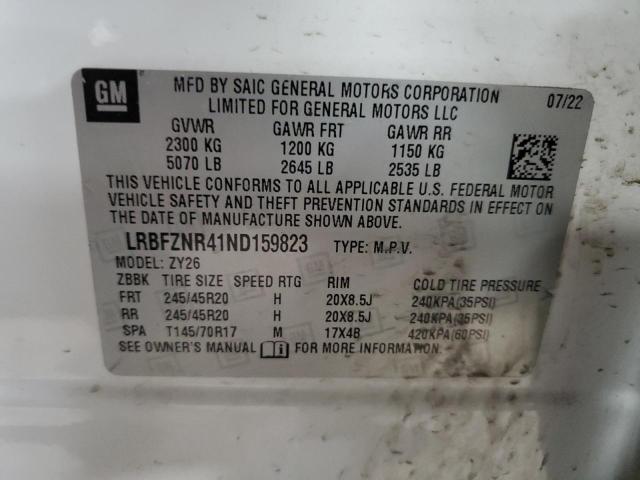 GM
MFD BY SAIC GENERAL MOTORS CORPORATION
LIMITED FOR GENERAL MOTORS LLC
07/22
GVWR GAWR FRT GAWR RR
2300 KG 1200 KG 1150 KG
5070 LB 2645 LB 2535 LB
THIS VEHICLE CONFORMS TO ALL APPLICABLE U.S. FEDERAL MOTOR
VEHICLE SAFETY AND THEFT PREVENTION STANDARDS IN EFFECT ON
THE DATE OF MANUFACTURE SHOWN ABOVE.
LRBFZNR41ND159823 TYPE: M.P.V.
MODEL: ZY26
ZBBK TIRE SIZE SPEED RTG RIM COLD TIRE PRESSURE
FRT 245/45R20 H 20X8.5J 240KPA(35PSI)
RR 245/45R20 H 20X8.5J 240KPA(35PSI)
SPA T145/70R17 M 17X4B 420KPA(60PSI)
SEE OWNER'S MANUAL FOR MORE INFORMATION.